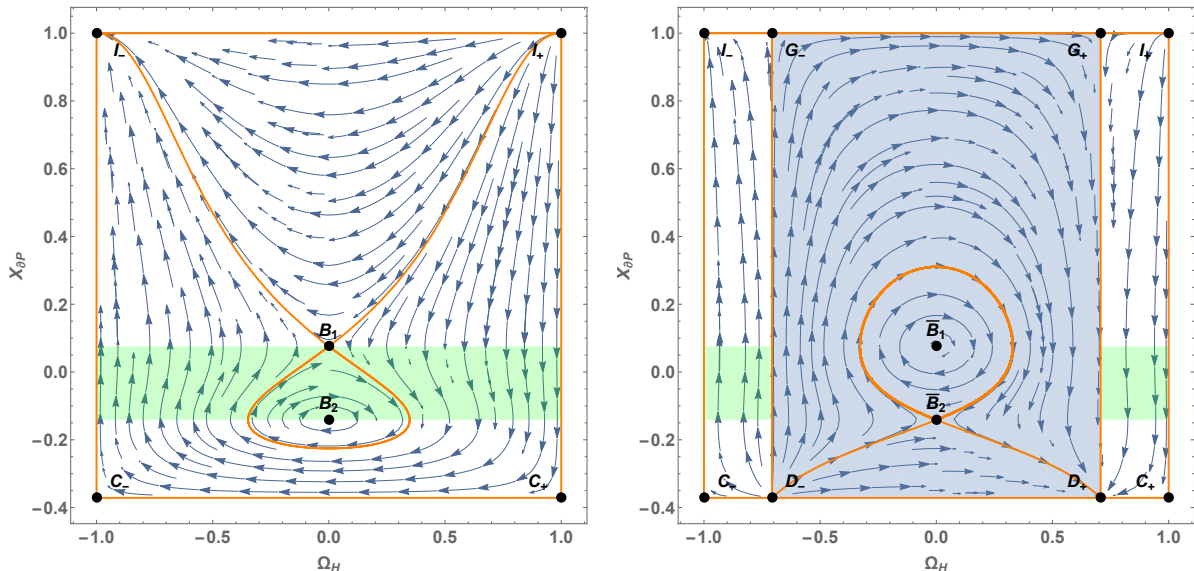 1.0
I₋ I₊
0.8
0.6
0.4
X∂P
0.2
B₁
0.0
B₂
−0.2
C₋ C₊
−0.4
−1.0 −0.5 0.0 0.5 1.0
Ω_H
1.0
I₋ G₋ G₊ I₊
0.8
0.6
0.4
X∂P
0.2
B̅₁
0.0
B̅₂
−0.2
C₋ D₋ D₊ C₊
−0.4
−1.0 −0.5 0.0 0.5 1.0
Ω_H